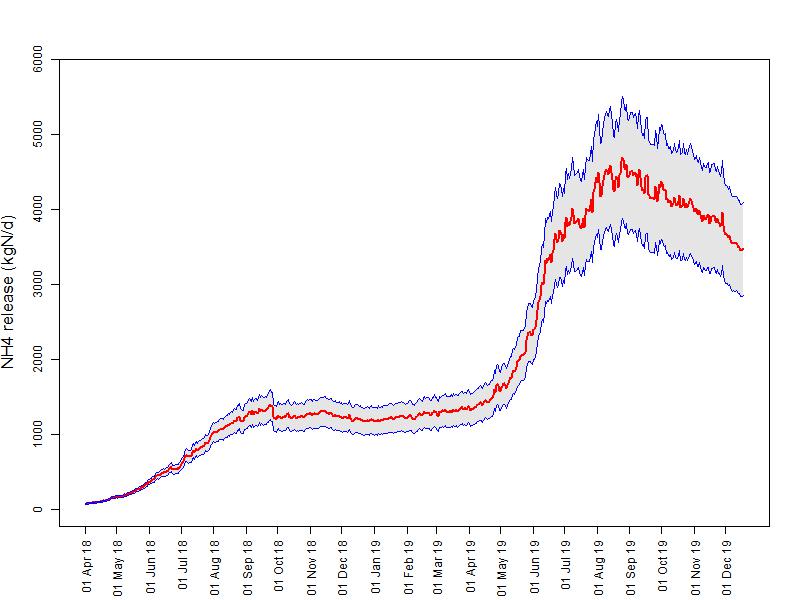 NH4 release (kgN/d)
6000
5000
4000
3000
2000
1000
0
01 Apr 18
01 May 18
01 Jun 18
01 Jul 18
01 Aug 18
01 Sep 18
01 Oct 18
01 Nov 18
01 Dec 18
01 Jan 19
01 Feb 19
01 Mar 19
01 Apr 19
01 May 19
01 Jun 19
01 Jul 19
01 Aug 19
01 Sep 19
01 Oct 19
01 Nov 19
01 Dec 19